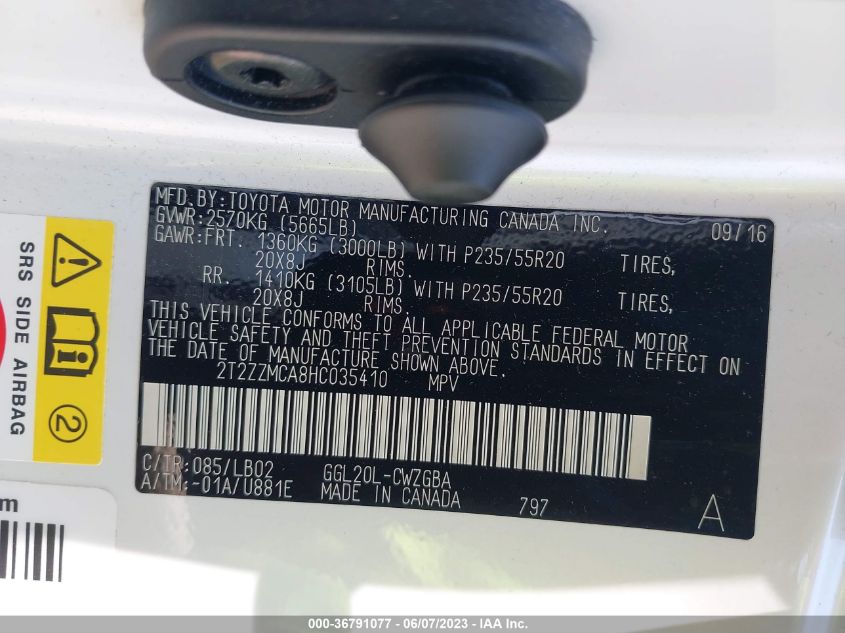 MFD.BY:TOYOTA MOTOR MANUFACTURING CANADA INC. 09/16
GVWR:2570KG (5665LB)
GAWR:FRT. 1360KG (3000LB) WITH P235/55R20 TIRES,
20X8J RIMS.
RR. 1410KG (3105LB) WITH P235/55R20 TIRES,
20X8J RIMS.
THIS VEHICLE CONFORMS TO ALL APPLICABLE FEDERAL MOTOR
VEHICLE SAFETY AND THEFT PREVENTION STANDARDS IN EFFECT ON
THE DATE OF MANUFACTURE SHOWN ABOVE.
2T2ZZMCA8HC035410 MPV
C/TR:085/LB02 GGL20L-CWZGBA
A/TM:-01A/U881E MADE IN CANADA 797 A
SRS SIDE AIRBAG
2
m
000-36791077 - 06/07/2023 - IAA Inc.